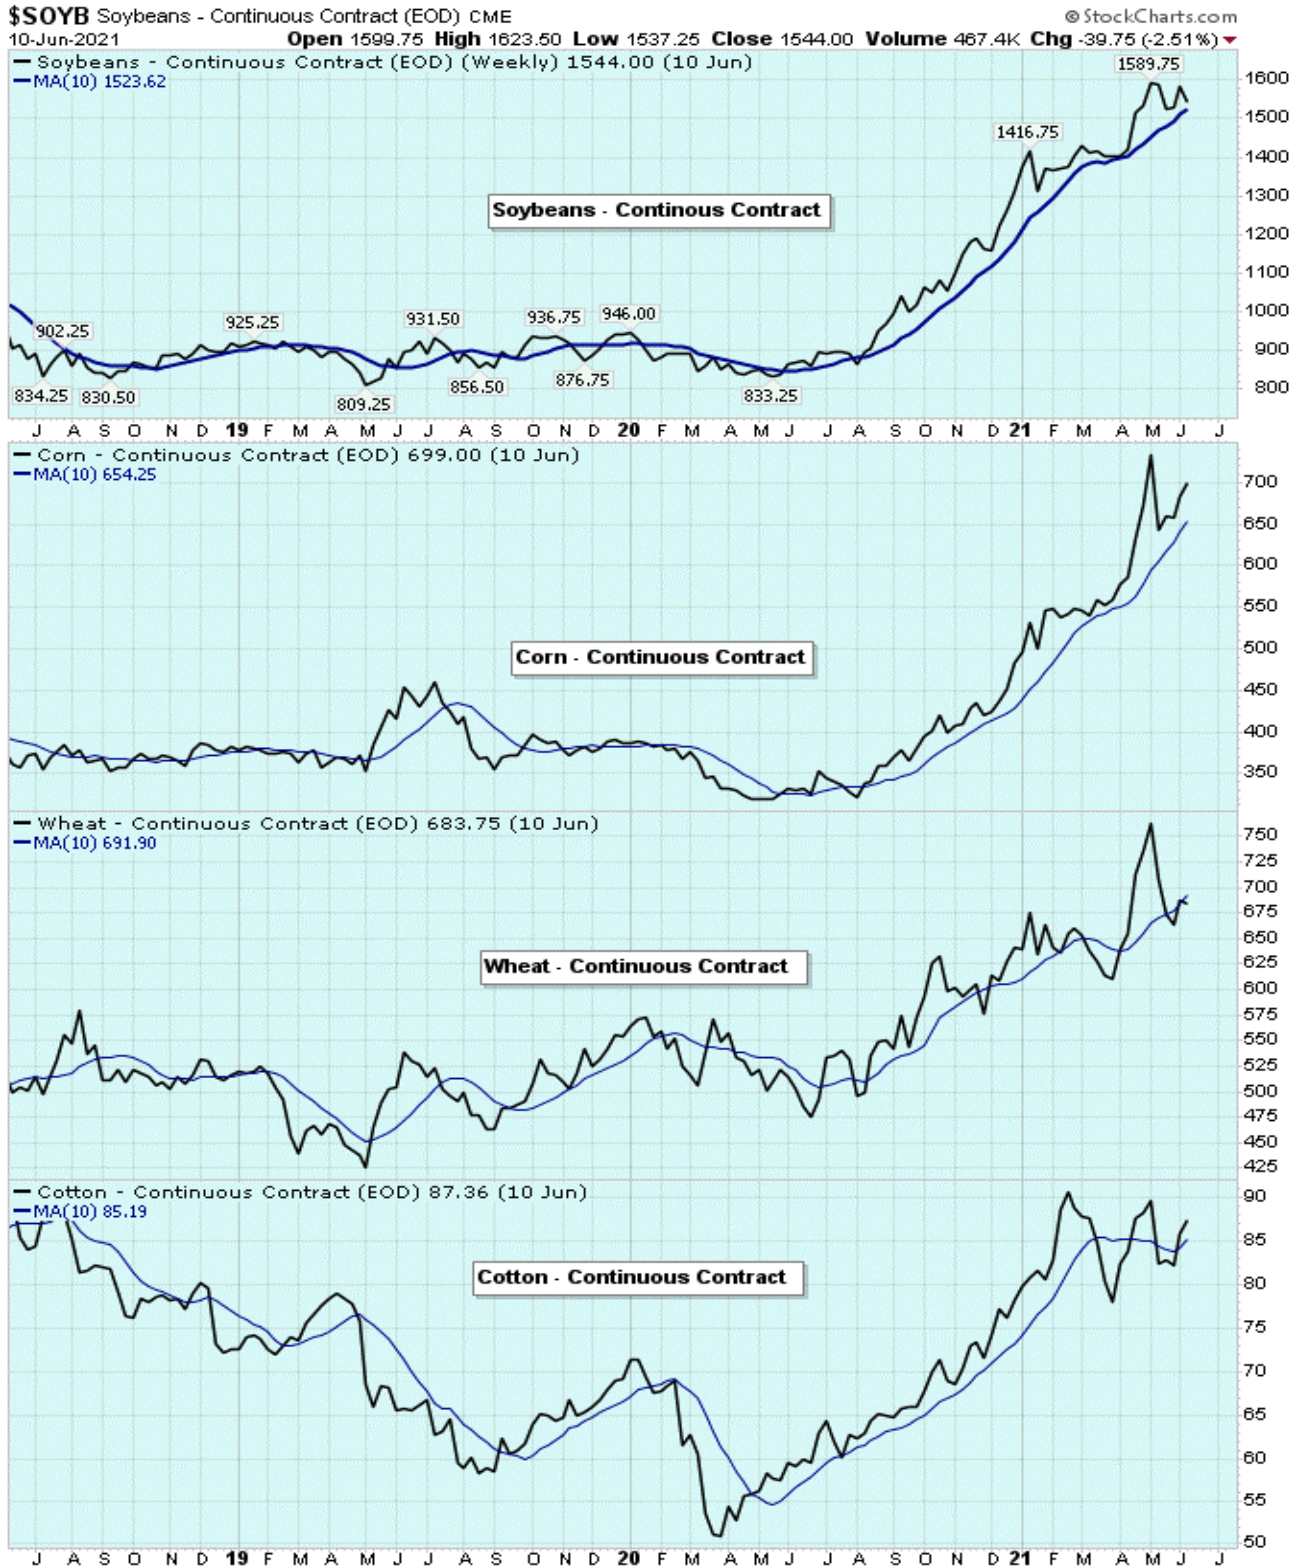 $SOYB Soybeans - Continuous Contract (EOD) CME © StockCharts.com
10-Jun-2021 Open 1599.75 High 1623.50 Low 1537.25 Close 1544.00 Volume 467.4K Chg -39.75 (-2.51%)
Soybeans - Continuous Contract (EOD) (Weekly) 1544.00 (10 Jun)
MA(10) 1523.62
1589.75
1600
1500
1416.75
1400
1300
Soybeans - Continous Contract
1200
1100
1000
902.25 925.25 931.50 936.75 946.00
900
834.25 830.50 809.25 856.50 876.75 833.25
800
J A S O N D 19 F M A M J J A S O N D 20 F M A M J J A S O N D 21 F M A M J J
Corn - Continuous Contract (EOD) 699.00 (10 Jun)
MA(10) 654.25
700
650
600
550
500
Corn - Continuous Contract
450
400
350
Wheat - Continuous Contract (EOD) 683.75 (10 Jun)
MA(10) 691.90
750
725
700
675
650
625
Wheat - Continuous Contract
600
575
550
525
500
475
450
425
Cotton - Continuous Contract (EOD) 87.36 (10 Jun)
MA(10) 85.19
90
85
80
Cotton - Continuous Contract
75
70
65
60
55
50
J A S O N D 19 F M A M J J A S O N D 20 F M A M J J A S O N D 21 F M A M J J